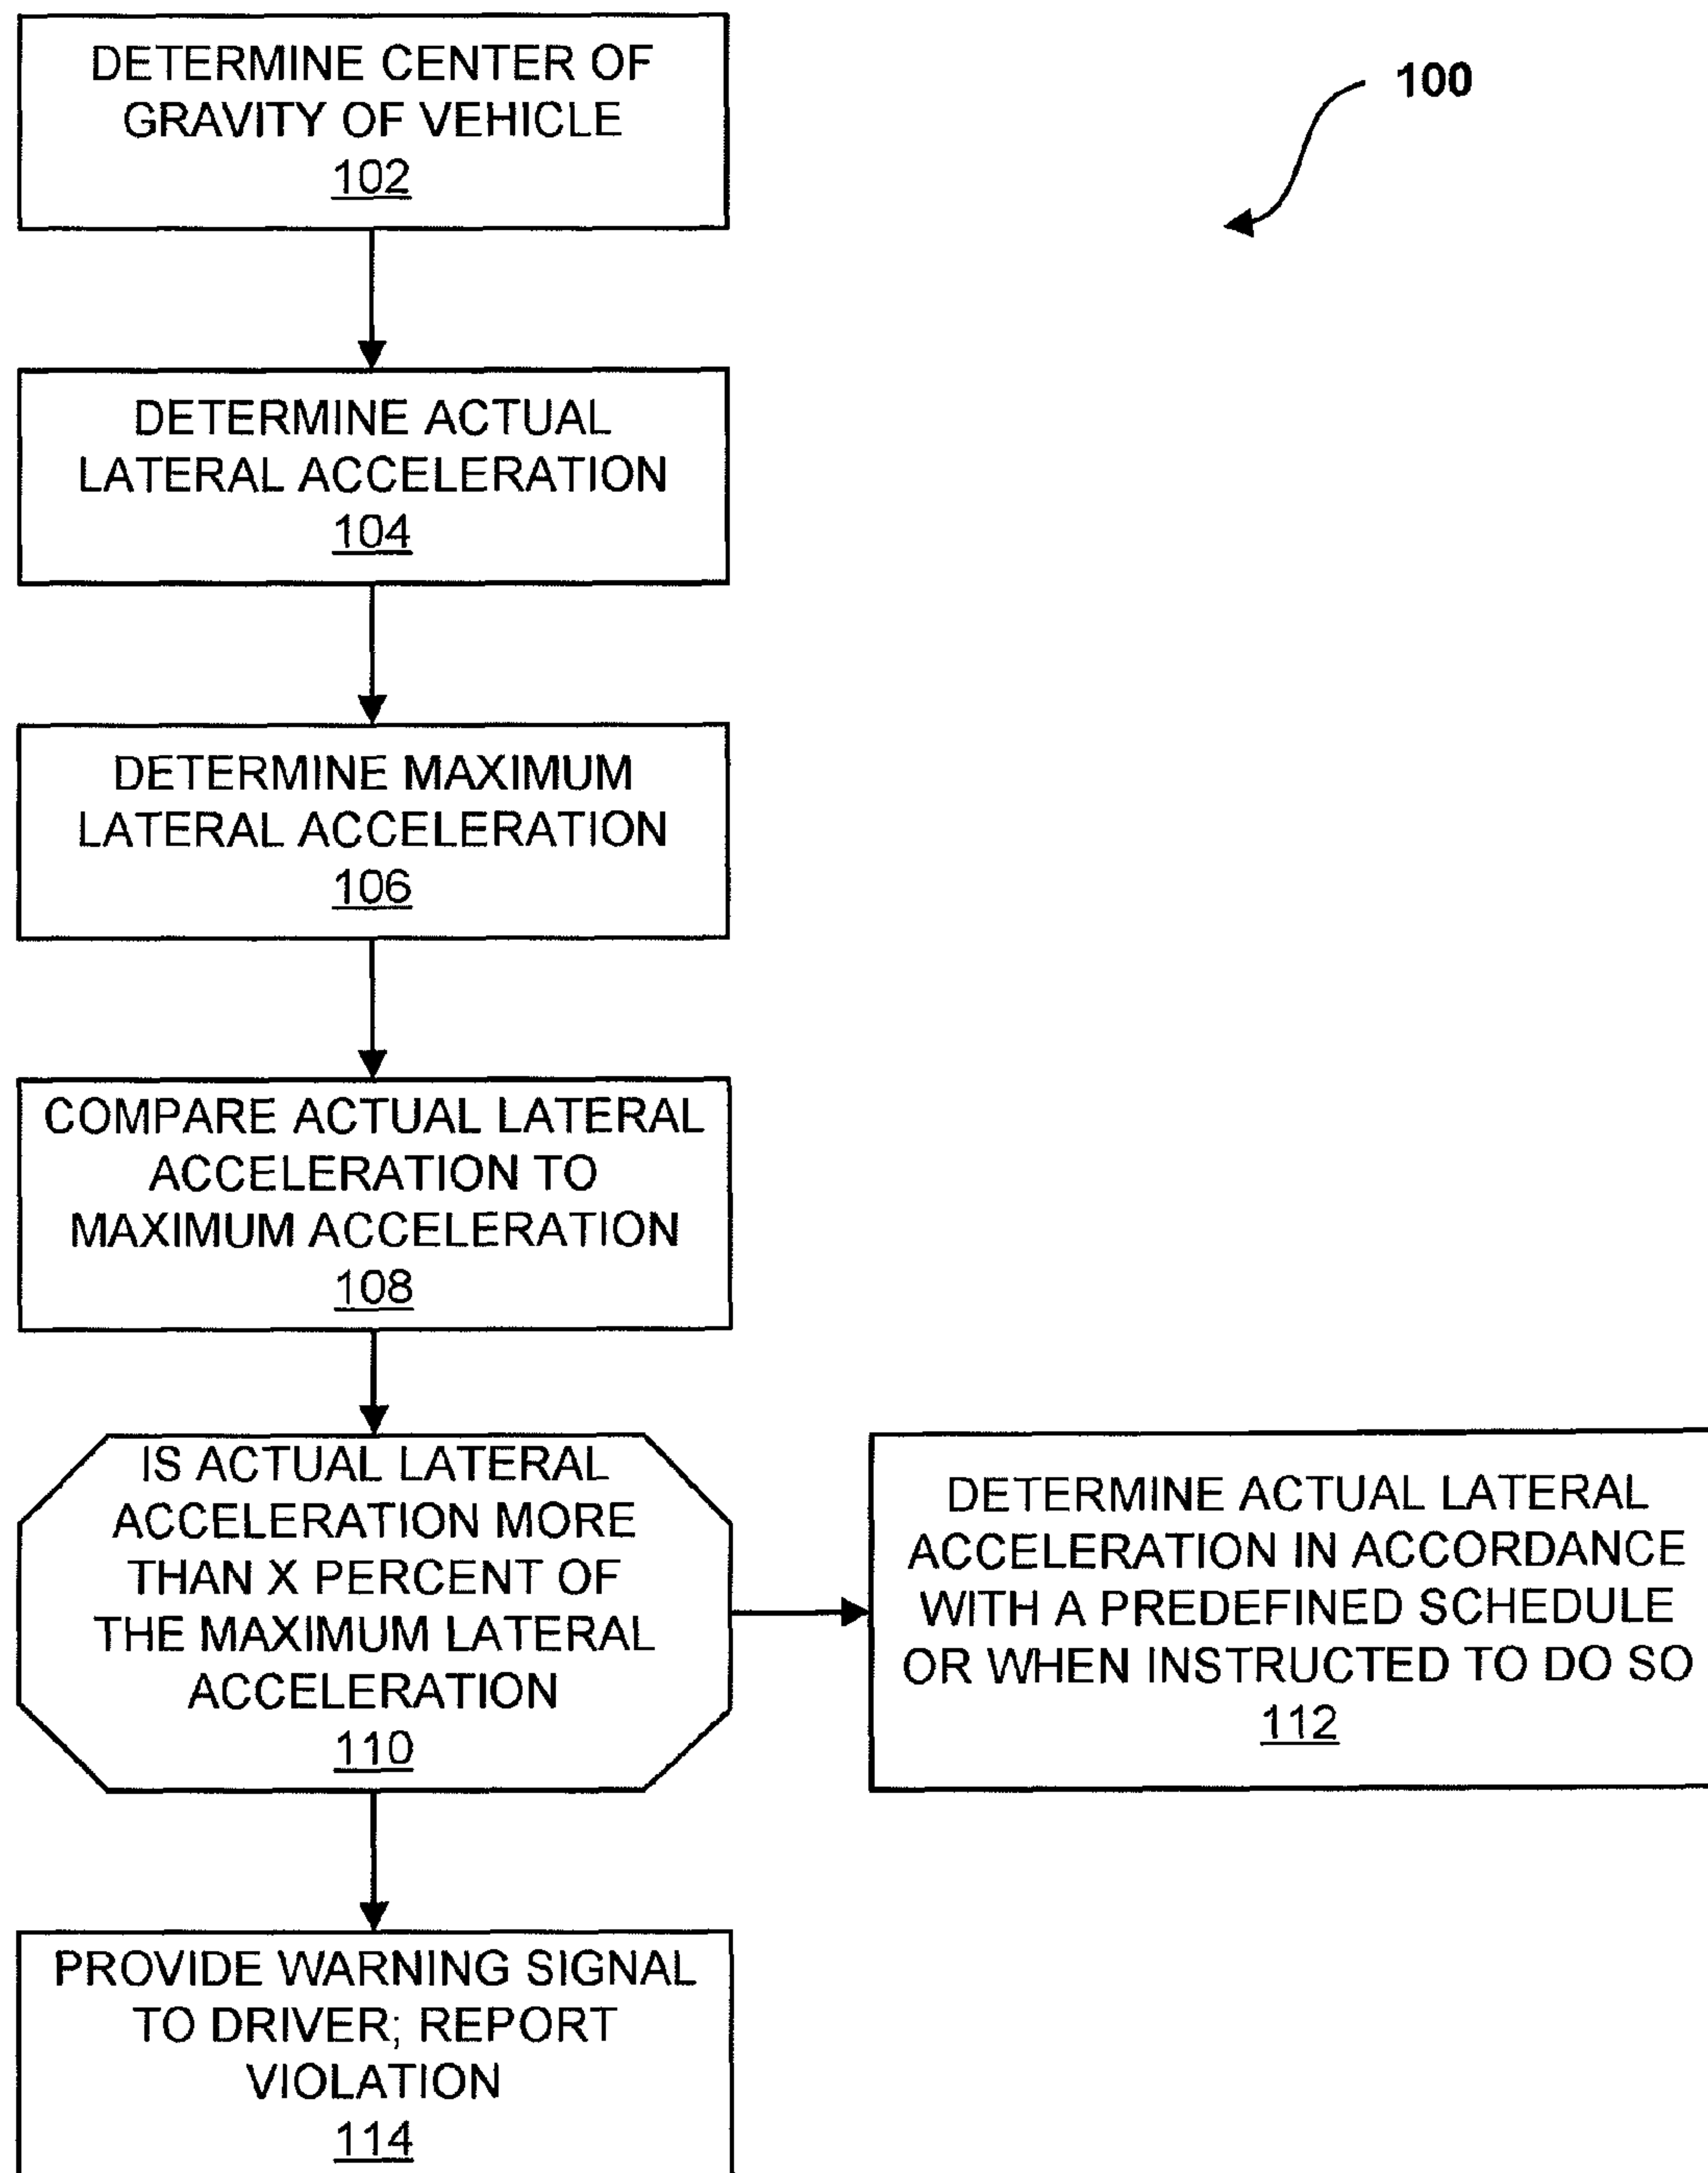 DETERMINE CENTER OF
GRAVITY OF VEHICLE
102
100
DETERMINE ACTUAL
LATERAL ACCELERATION
104
DETERMINE MAXIMUM
LATERAL ACCELERATION
106
COMPARE ACTUAL LATERAL
ACCELERATION TO
MAXIMUM ACCELERATION
108
IS ACTUAL LATERAL
ACCELERATION MORE
THAN X PERCENT OF
THE MAXIMUM LATERAL
ACCELERATION
110
DETERMINE ACTUAL LATERAL
ACCELERATION IN ACCORDANCE
WITH A PREDEFINED SCHEDULE
OR WHEN INSTRUCTED TO DO SO
112
PROVIDE WARNING SIGNAL
TO DRIVER; REPORT
VIOLATION
114